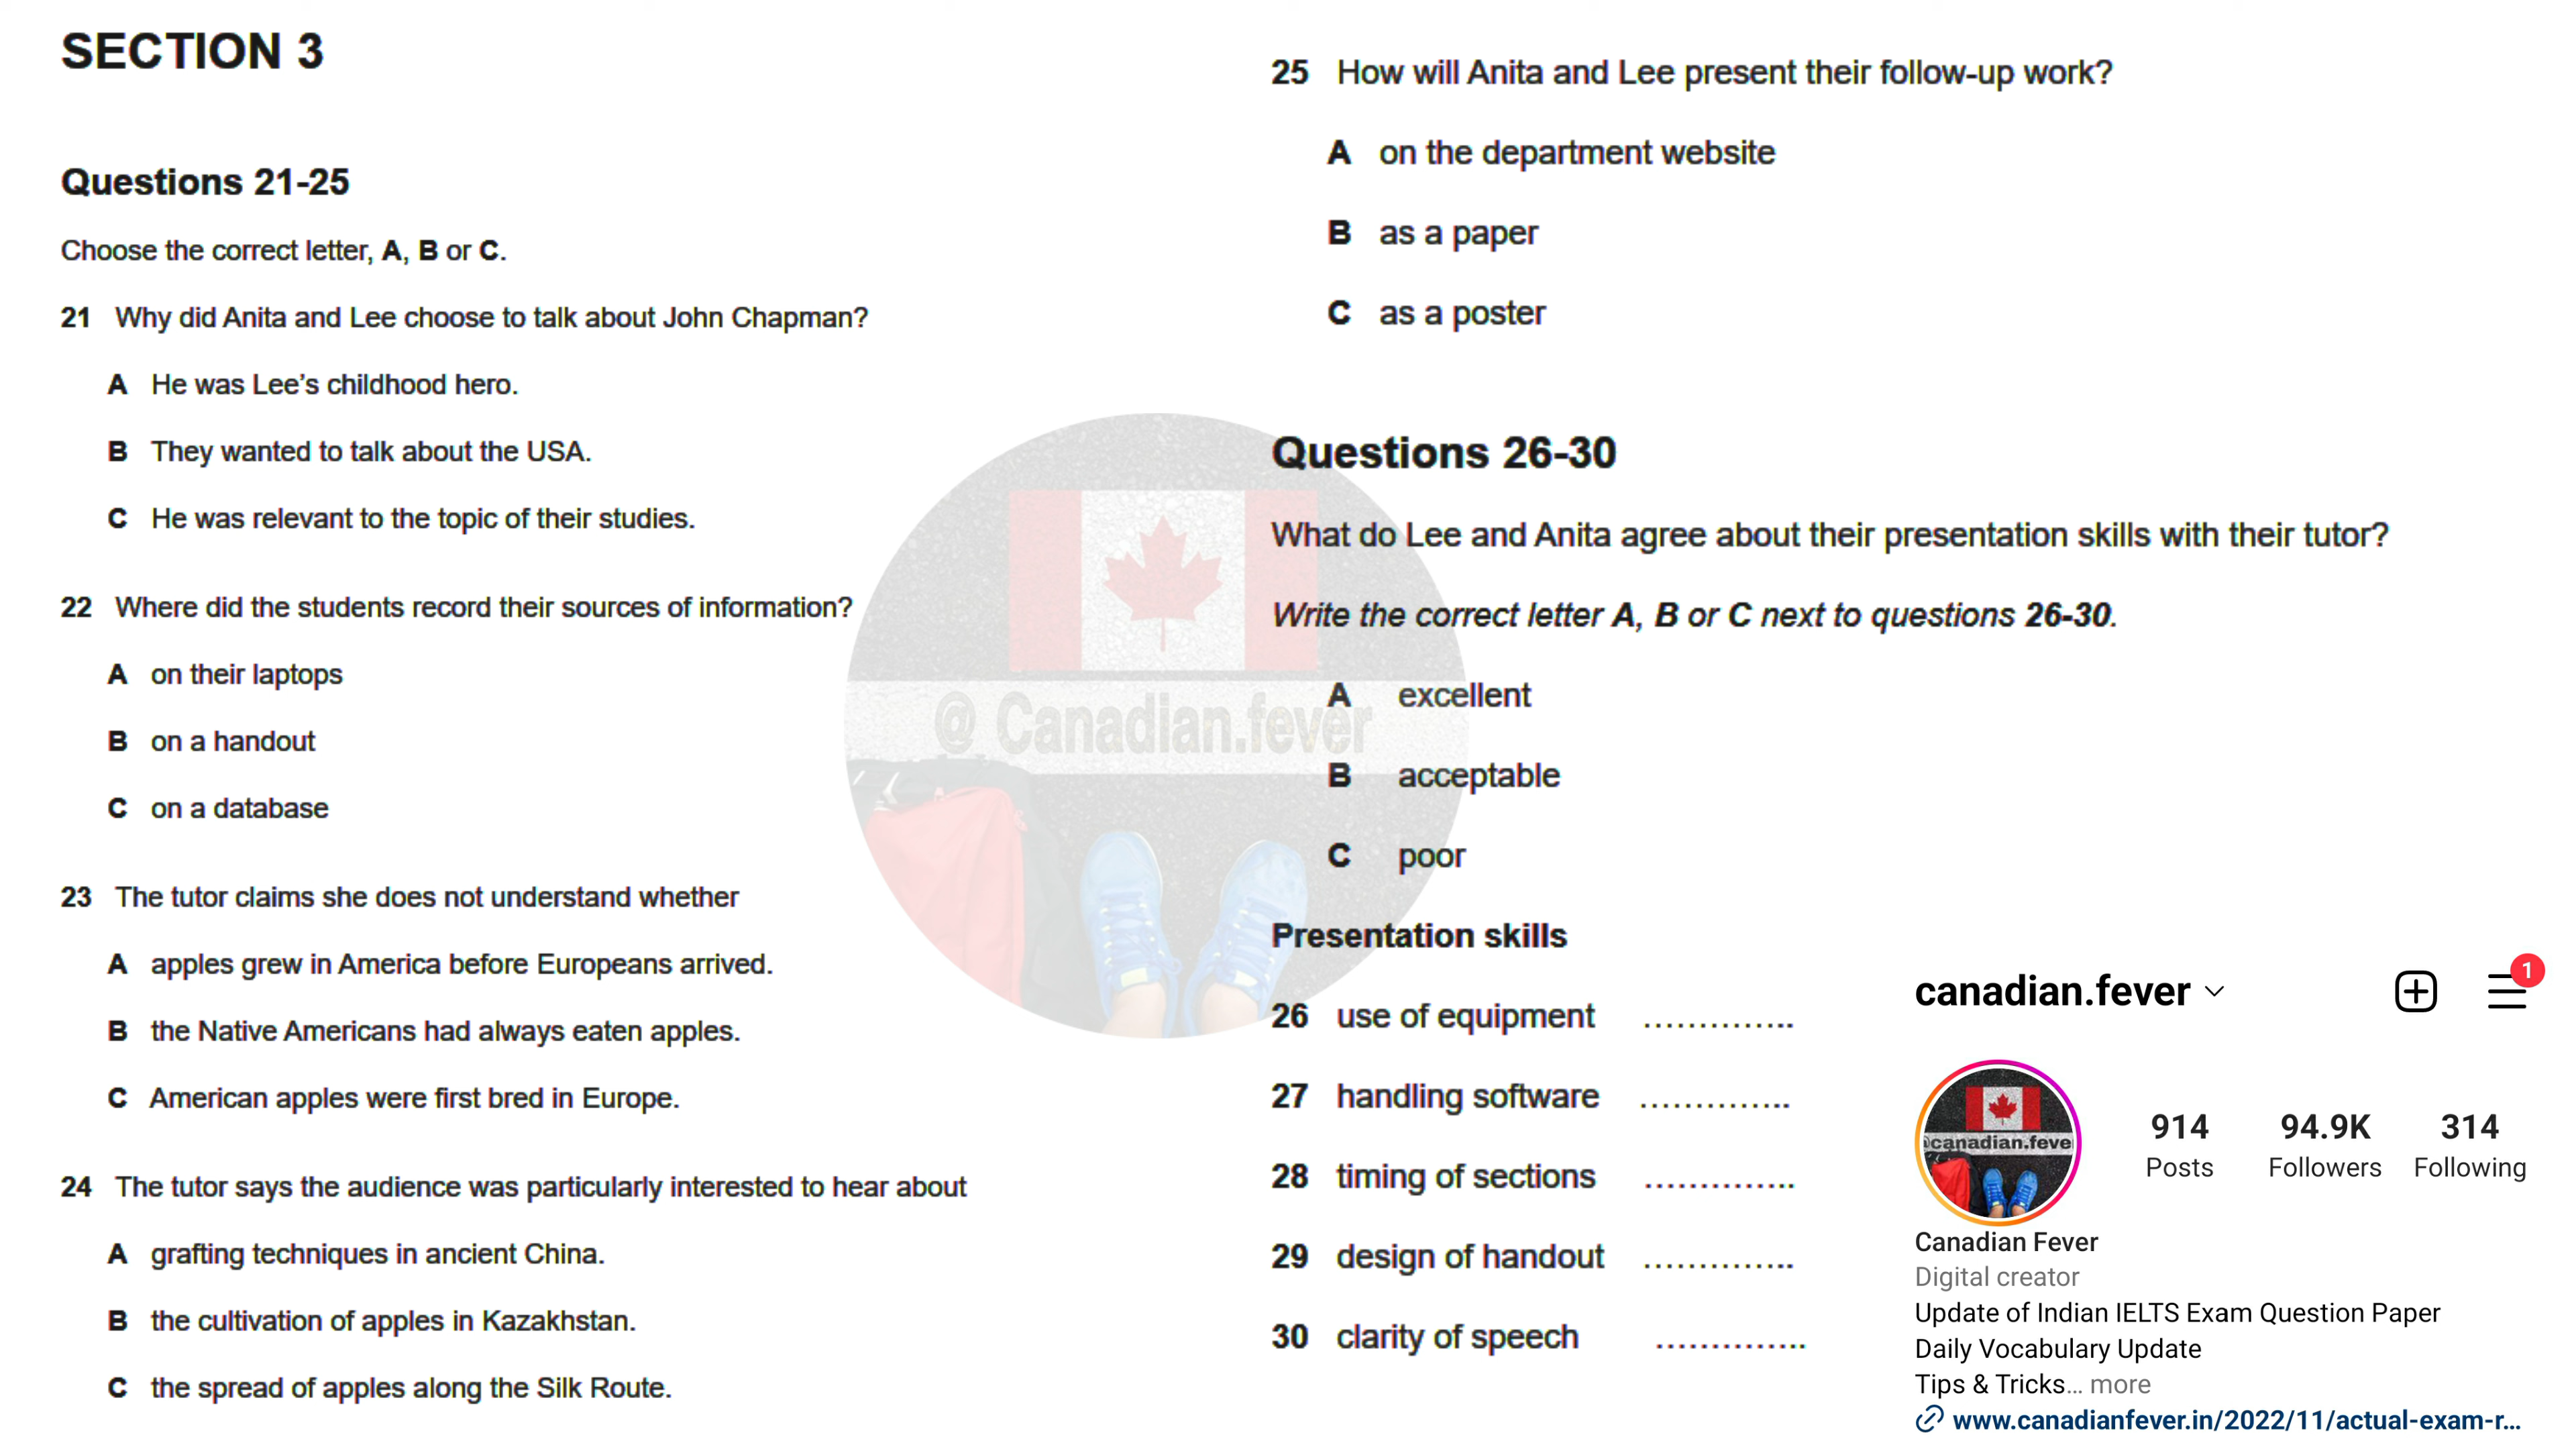 SECTION 3
Questions 21-25
Choose the correct letter, A, B or C.
21 Why did Anita and Lee choose to talk about John Chapman?
A He was Lee's childhood hero.
B They wanted to talk about the USA.
C He was relevant to the topic of their studies.
22 Where did the students record their sources of information?
A on their laptops
B on a handout
C on a database
23 The tutor claims she does not understand whether
A apples grew in America before Europeans arrived.
B the Native Americans had always eaten apples.
C American apples were first bred in Europe.
24 The tutor says the audience was particularly interested to hear about
A grafting techniques in ancient China.
B the cultivation of apples in Kazakhstan.
C the spread of apples along the Silk Route.
25 How will Anita and Lee present their follow-up work?
A on the department website
B as a paper
C as a poster
Questions 26-30
What do Lee and Anita agree about their presentation skills with their tutor?
Write the correct letter A, B or C next to questions 26-30.
A excellent
B acceptable
C poor
Presentation skills
26 use of equipment ..............
27 handling software ..............
28 timing of sections ..............
29 design of handout ..............
30 clarity of speech ..............
@ Canadian.fever
canadian.fever
1
canadian.feve
914 94.9K 314
Posts Followers Following
Canadian Fever
Digital creator
Update of Indian IELTS Exam Question Paper
Daily Vocabulary Update
Tips & Tricks... more
www.canadianfever.in/2022/11/actual-exam-r...